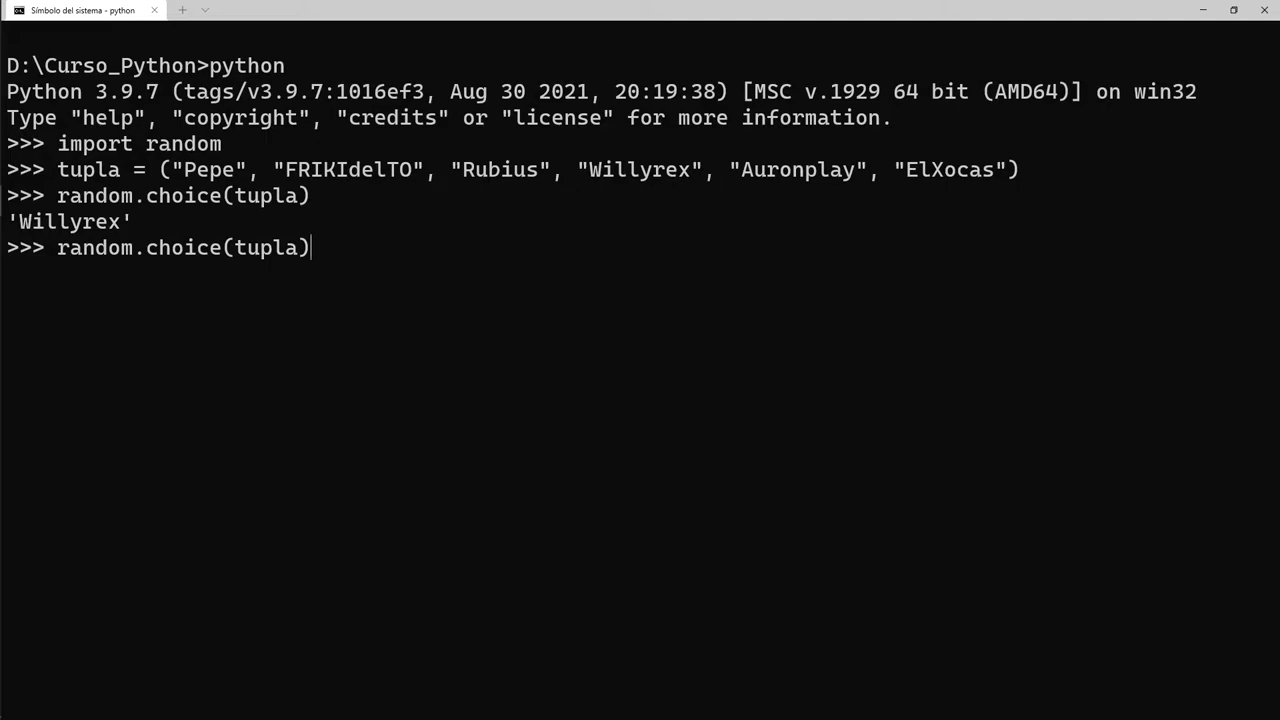 Símbolo del sistema - python
D:\Curso_Python>python
Python 3.9.7 (tags/v3.9.7:1016ef3, Aug 30 2021, 20:19:38) [MSC v.1929 64 bit (AMD64)] on win32
Type "help", "copyright", "credits" or "license" for more information.
>>> import random
>>> tupla = ("Pepe", "FRIKIdelTO", "Rubius", "Willyrex", "Auronplay", "ElXocas")
>>> random.choice(tupla)
'Willyrex'
>>> random.choice(tupla)